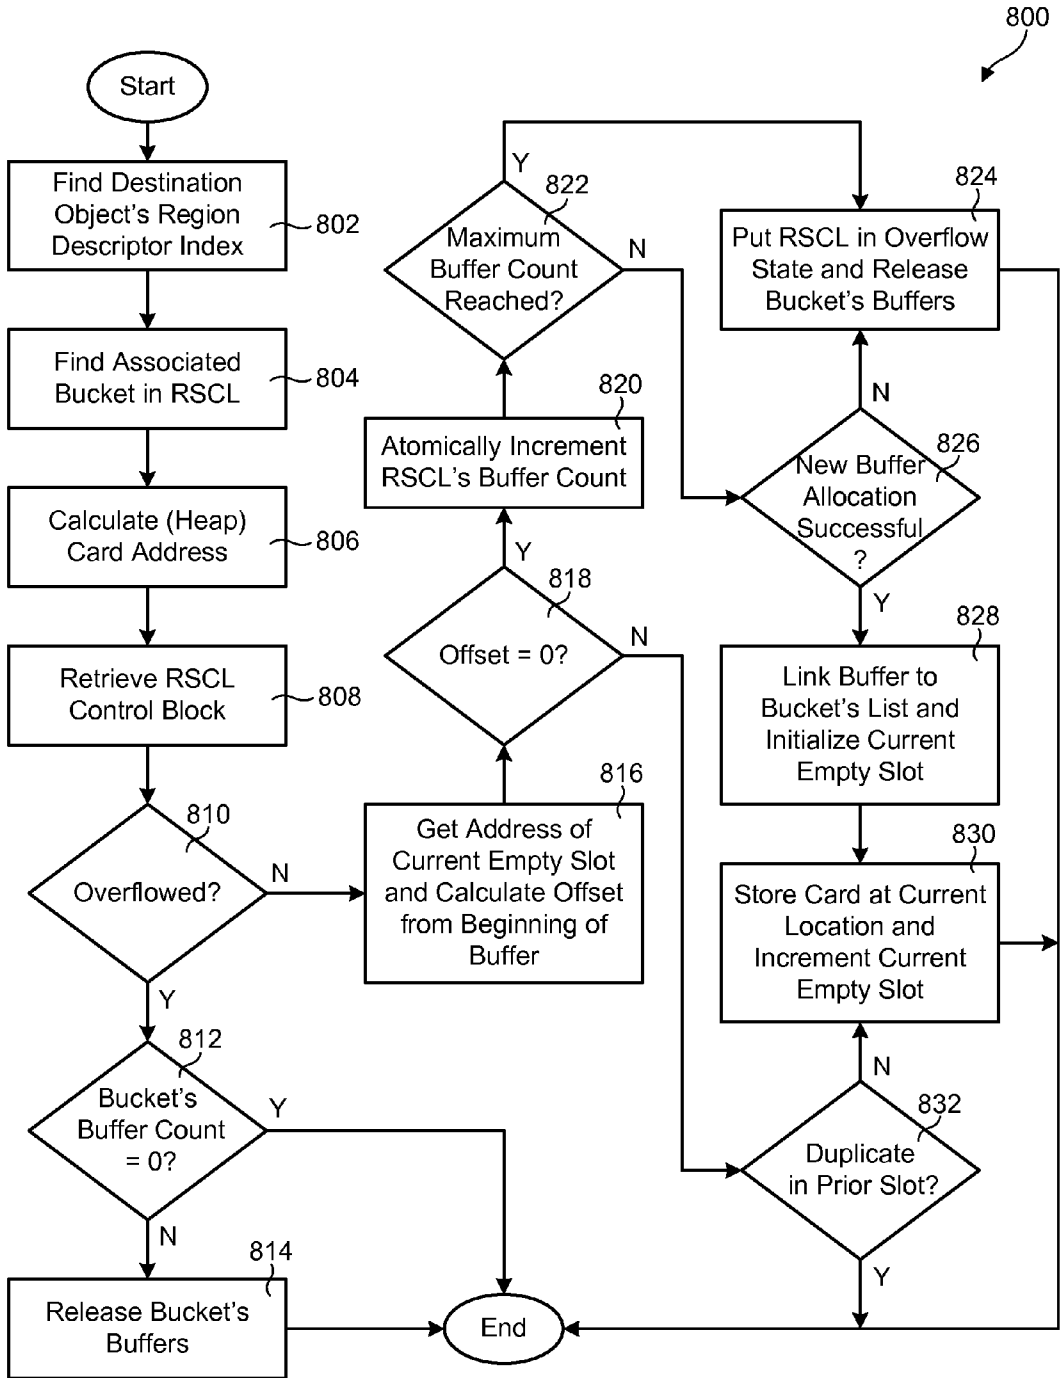 800
Start
Find Destination
Object's Region
Descriptor Index
802
Find Associated
Bucket in RSCL
804
Calculate (Heap)
Card Address
806
Retrieve RSCL
Control Block
808
810
Overflowed?
N
Y
812
Bucket's
Buffer Count
= 0?
Y
N
814
Release Bucket's
Buffers
End
816
Get Address of
Current Empty Slot
and Calculate Offset
from Beginning of
Buffer
818
Offset = 0?
Y
N
820
Atomically Increment
RSCL's Buffer Count
822
Maximum
Buffer Count
Reached?
Y
N
824
Put RSCL in Overflow
State and Release
Bucket's Buffers
N
826
New Buffer
Allocation
Successful
?
Y
828
Link Buffer to
Bucket's List and
Initialize Current
Empty Slot
830
Store Card at Current
Location and
Increment Current
Empty Slot
N
832
Duplicate
in Prior Slot?
Y